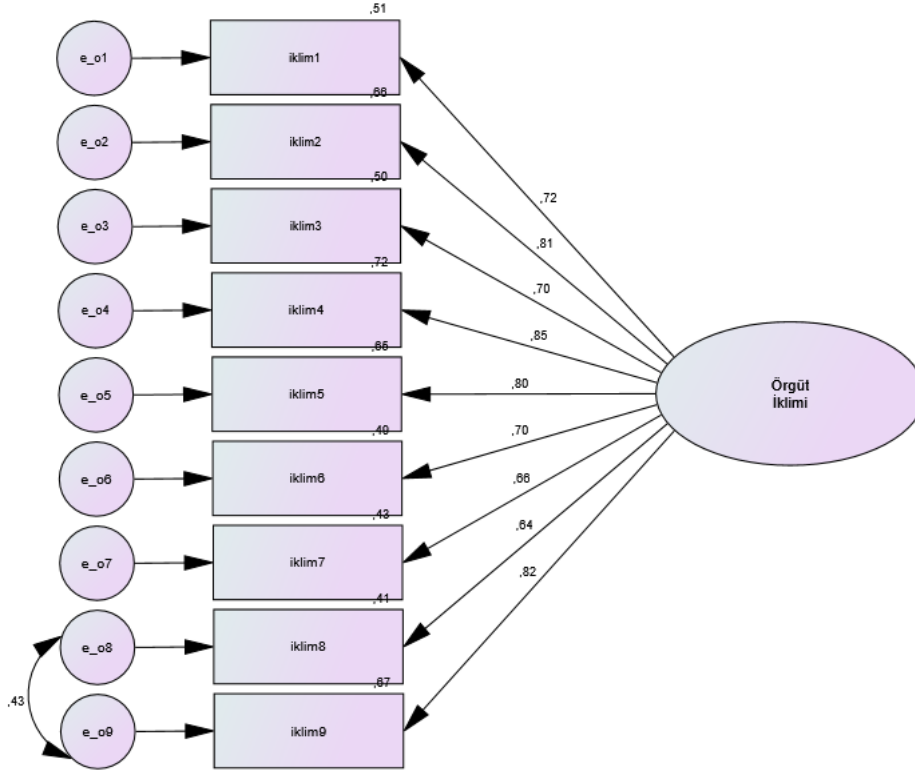 ,51
e_o1
iklim1
,66
e_o2
iklim2
,50
e_o3
iklim3
,72
e_o4
iklim4
,65
e_o5
iklim5
,49
e_o6
iklim6
,43
e_o7
iklim7
,41
e_o8
iklim8
,67
e_o9
iklim9
,43
,72
,81
,70
,85
,80
,70
,66
,64
,82
Örgüt
İklimi